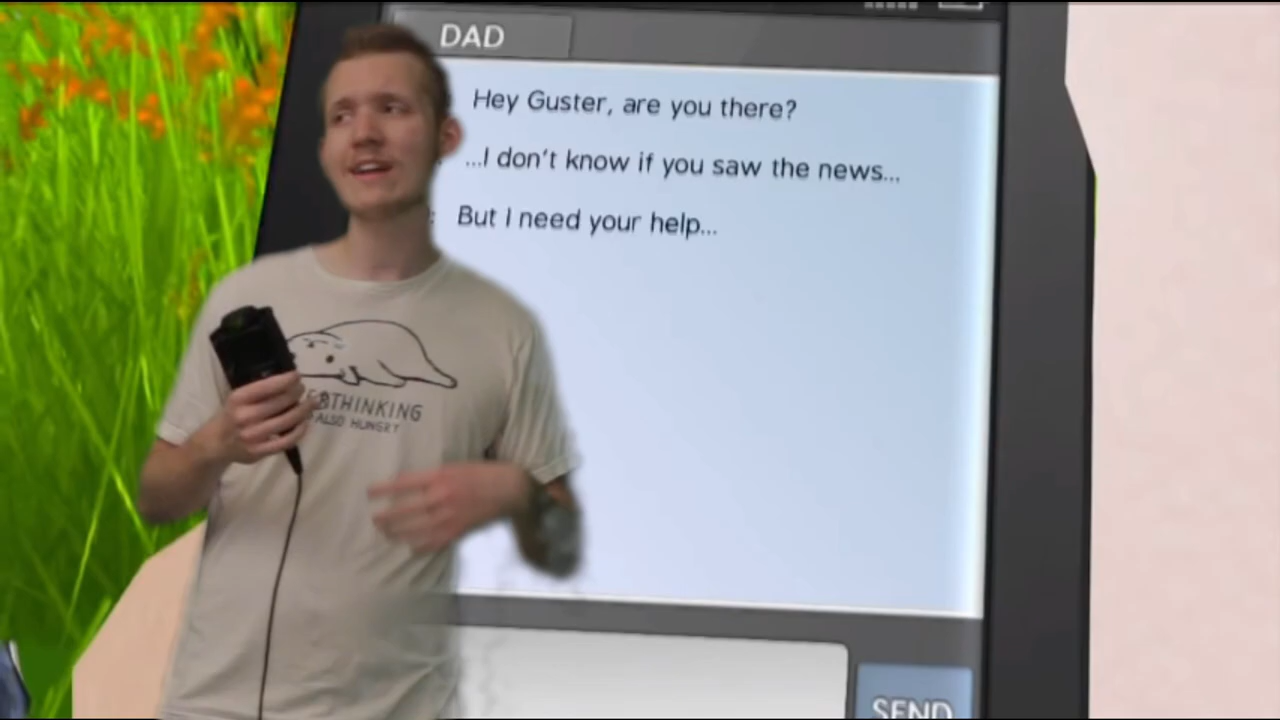 DAD
Hey Guster, are you there?
...I don't know if you saw the news...
But I need your help...
THINKING
ALSO HUNGRY
SEND